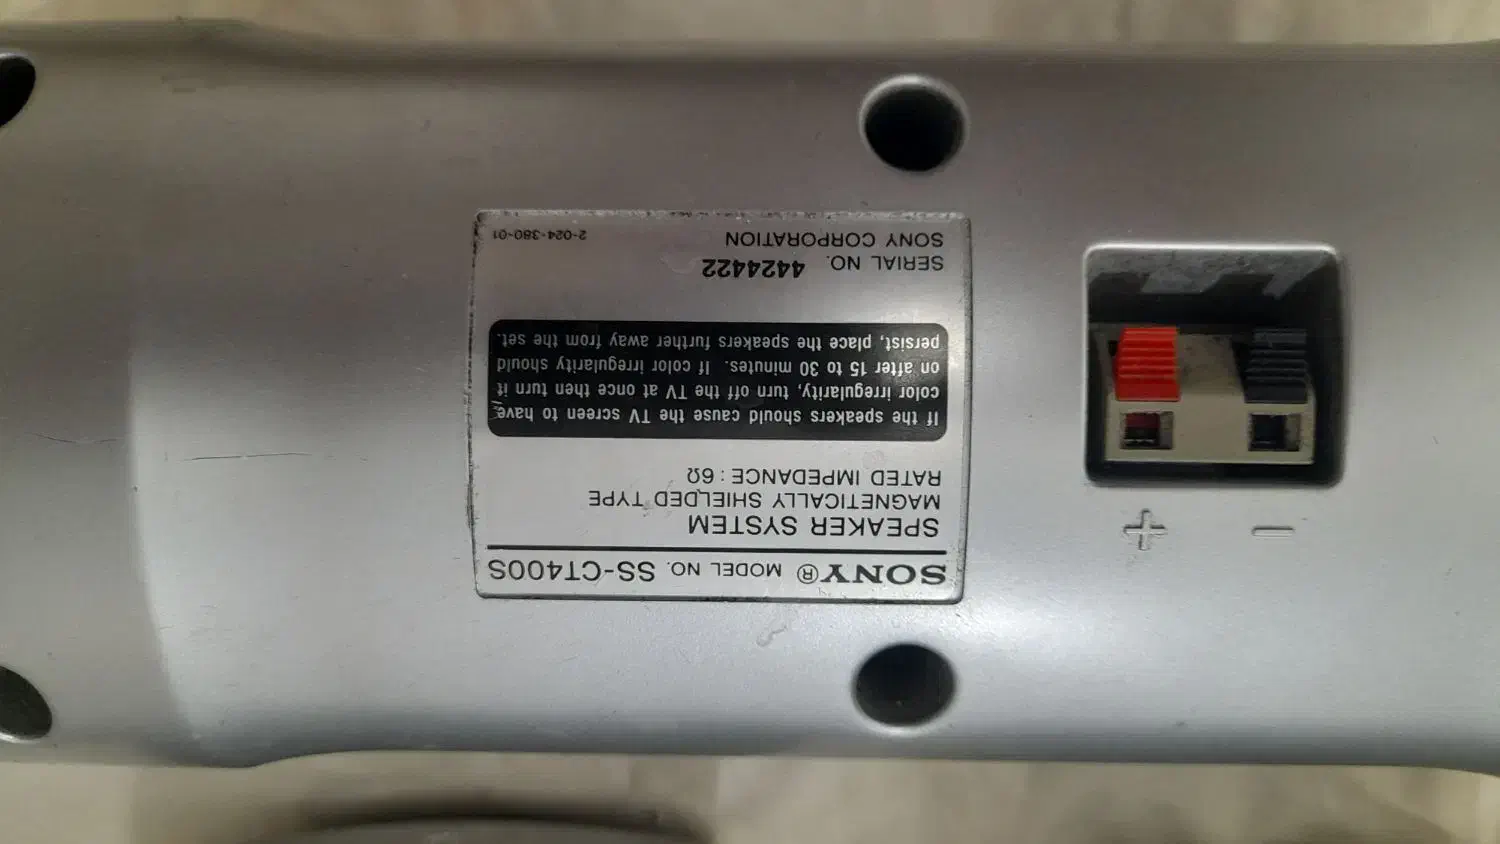 SONY® MODEL NO. SS-CT400S
SPEAKER SYSTEM
MAGNETICALLY SHIELDED TYPE
RATED IMPEDANCE : 6Ω
If the speakers should cause the TV screen to have
color irregularity, turn off the TV at once then turn it
on after 15 to 30 minutes. If color irregularity should
persist, place the speakers further away from the set.
SERIAL NO. 4424422
SONY CORPORATION 2-024-380-01
+ −